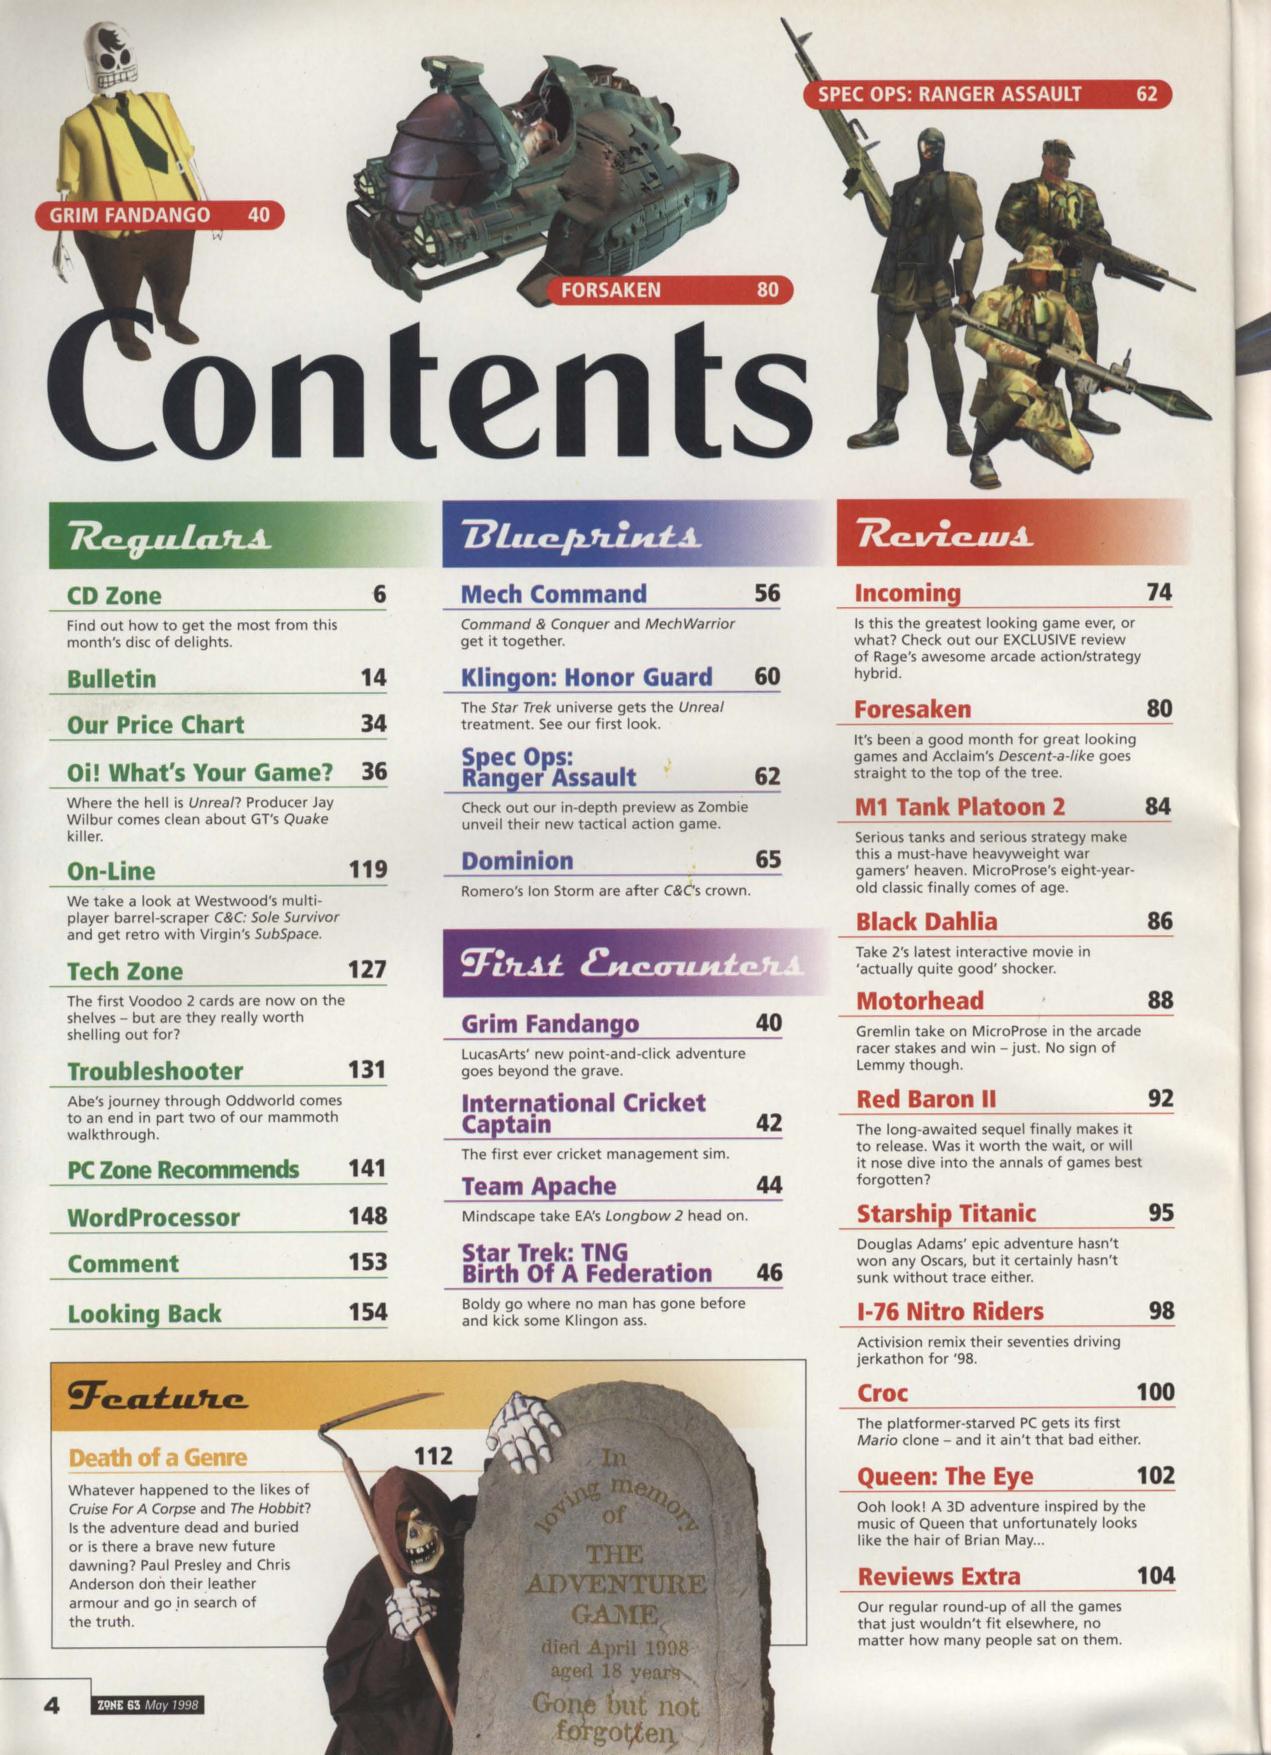 SPEC OPS: RANGER ASSAULT 62
GRIM FANDANGO 40
FORSAKEN 80
Contents
Regulars
CD Zone 6
Find out how to get the most from this
month's disc of delights.
Bulletin 14
Our Price Chart 34
Oi! What's Your Game? 36
Where the hell is Unreal? Producer Jay
Wilbur comes clean about GT's Quake
killer.
On-Line 119
We take a look at Westwood's multi-
player barrel-scraper C&C: Sole Survivor
and get retro with Virgin's SubSpace.
Tech Zone 127
The first Voodoo 2 cards are now on the
shelves – but are they really worth
shelling out for?
Troubleshooter 131
Abe's journey through Oddworld comes
to an end in part two of our mammoth
walkthrough.
PC Zone Recommends 141
WordProcessor 148
Comment 153
Looking Back 154
Blueprints
Mech Command 56
Command & Conquer and MechWarrior
get it together.
Klingon: Honor Guard 60
The Star Trek universe gets the Unreal
treatment. See our first look.
Spec Ops:
Ranger Assault 62
Check out our in-depth preview as Zombie
unveil their new tactical action game.
Dominion 65
Romero's Ion Storm are after C&C's crown.
First Encounters
Grim Fandango 40
LucasArts' new point-and-click adventure
goes beyond the grave.
International Cricket
Captain 42
The first ever cricket management sim.
Team Apache 44
Mindscape take EA's Longbow 2 head on.
Star Trek: TNG
Birth Of A Federation 46
Boldy go where no man has gone before
and kick some Klingon ass.
Reviews
Incoming 74
Is this the greatest looking game ever, or
what? Check out our EXCLUSIVE review
of Rage's awesome arcade action/strategy
hybrid.
Foresaken 80
It's been a good month for great looking
games and Acclaim's Descent-a-like goes
straight to the top of the tree.
M1 Tank Platoon 2 84
Serious tanks and serious strategy make
this a must-have heavyweight war
gamers' heaven. MicroProse's eight-year-
old classic finally comes of age.
Black Dahlia 86
Take 2's latest interactive movie in
'actually quite good' shocker.
Motorhead 88
Gremlin take on MicroProse in the arcade
racer stakes and win – just. No sign of
Lemmy though.
Red Baron II 92
The long-awaited sequel finally makes it
to release. Was it worth the wait, or will
it nose dive into the annals of games best
forgotten?
Starship Titanic 95
Douglas Adams' epic adventure hasn't
won any Oscars, but it certainly hasn't
sunk without trace either.
I-76 Nitro Riders 98
Activision remix their seventies driving
jerkathon for '98.
Croc 100
The platformer-starved PC gets its first
Mario clone – and it ain't that bad either.
Queen: The Eye 102
Ooh look! A 3D adventure inspired by the
music of Queen that unfortunately looks
like the hair of Brian May...
Reviews Extra 104
Our regular round-up of all the games
that just wouldn't fit elsewhere, no
matter how many people sat on them.
Feature
Death of a Genre 112
Whatever happened to the likes of
Cruise For A Corpse and The Hobbit?
Is the adventure dead and buried
or is there a brave new future
dawning? Paul Presley and Chris
Anderson don their leather
armour and go in search of
the truth.
In
loving memory
of
THE
ADVENTURE
GAME
died April 1998
aged 18 years
Gone but not
forgotten
4 ZONE 63 May 1998